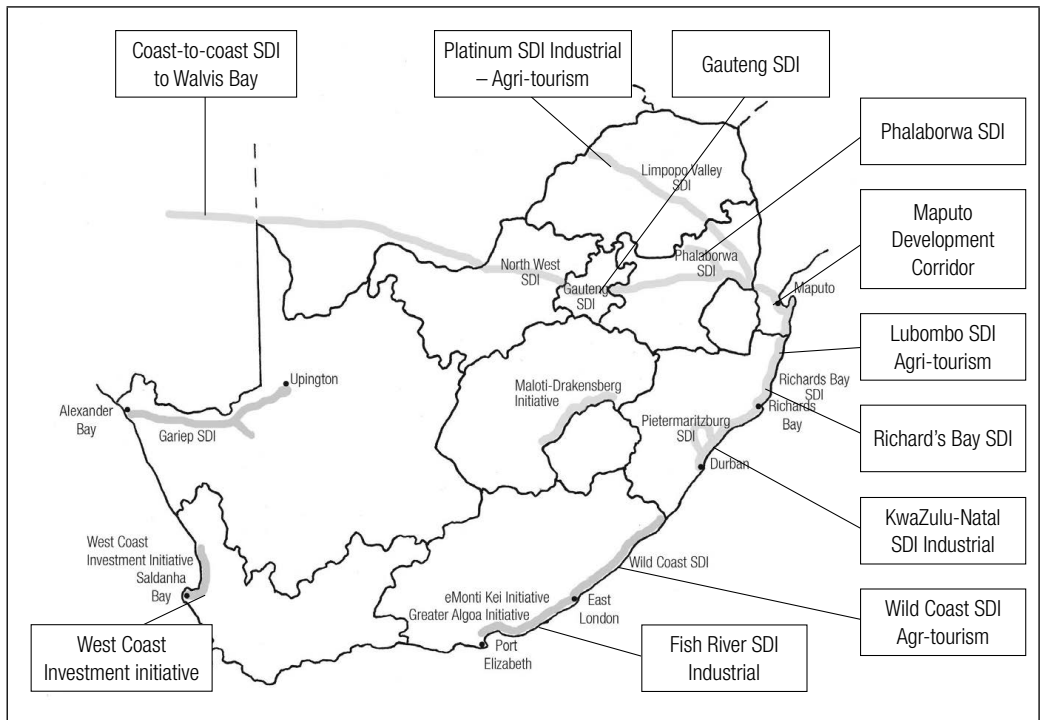 Coast-to-coast SDI
to Walvis Bay
Platinum SDI Industrial
– Agri-tourism
Gauteng SDI
Phalaborwa SDI
Maputo
Development
Corridor
Lubombo SDI
Agri-tourism
Richard's Bay SDI
KwaZulu-Natal
SDI Industrial
Wild Coast SDI
Agr-tourism
Fish River SDI
Industrial
West Coast
Investment initiative
Limpopo Valley
SDI
North West
SDI
Gauteng
SDI
Phalaborwa
SDI
Maputo
Upington
Alexander
Bay
Gariep SDI
Maloti-Drakensberg
Initiative
Richards Bay
SDI
Richards
Bay
Pietermaritzburg
SDI
Durban
West Coast
Investment Initiative
Saldanha
Bay
Wild Coast SDI
eMonti Kei Initiative
Greater Algoa Initiative
East
London
Port
Elizabeth